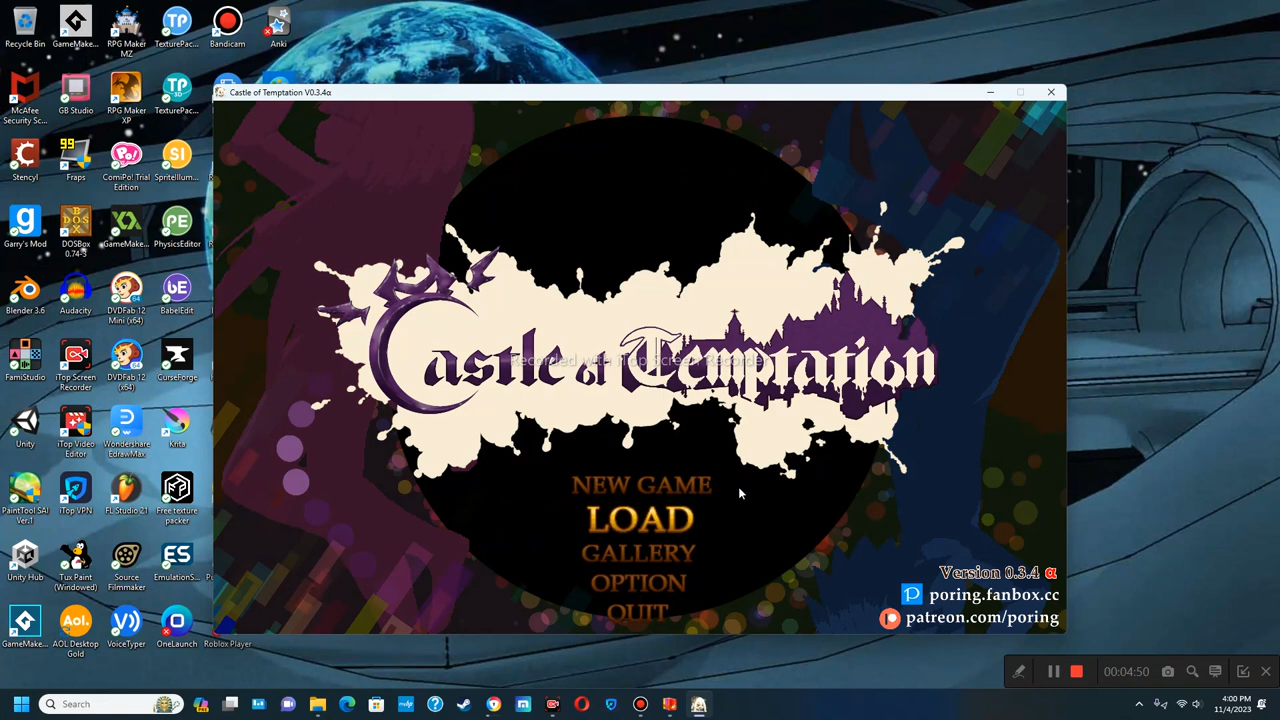 Recycle Bin
GameMake...
RPG Maker MZ
TexturePac...
Bandicam
Anki
McAfee Security Sc...
GB Studio
RPG Maker XP
TexturePac...
Stencyl
99
Fraps
ComiPo! Trial Edition
SpriteIllum...
Garry's Mod
DOSBox 0.74-3
GameMake...
PhysicsEditor
Blender 3.6
Audacity
DVDFab 12 Mini (x64)
BabelEdit
FamiStudio
iTop Screen Recorder
DVDFab 12 (x64)
CurseForge
Unity
iTop Video Editor
Wondershare EdrawMax
Krita
PaintTool SAI Ver.1
iTop VPN
FL Studio 21
Free texture packer
Unity Hub
Tux Paint (Windowed)
Source Filmmaker
EmulationS...
GameMake...
AOL Desktop Gold
VoiceTyper
OneLaunch
Roblox Player
Castle of Temptation V0.3.4α
Castle of Temptation
Recorded with iTop Screen Recorder
NEW GAME
LOAD
GALLERY
OPTION
QUIT
Version 0.3.4 α
poring.fanbox.cc
patreon.com/poring
00:04:50
Search
4:00 PM
11/4/2023